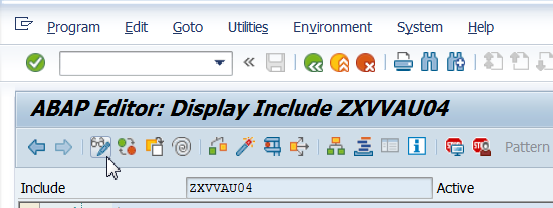 Program Edit Goto Utilities Environment System Help
ABAP Editor: Display Include ZXVVAU04
Pattern
Include ZXVVAU04 Active